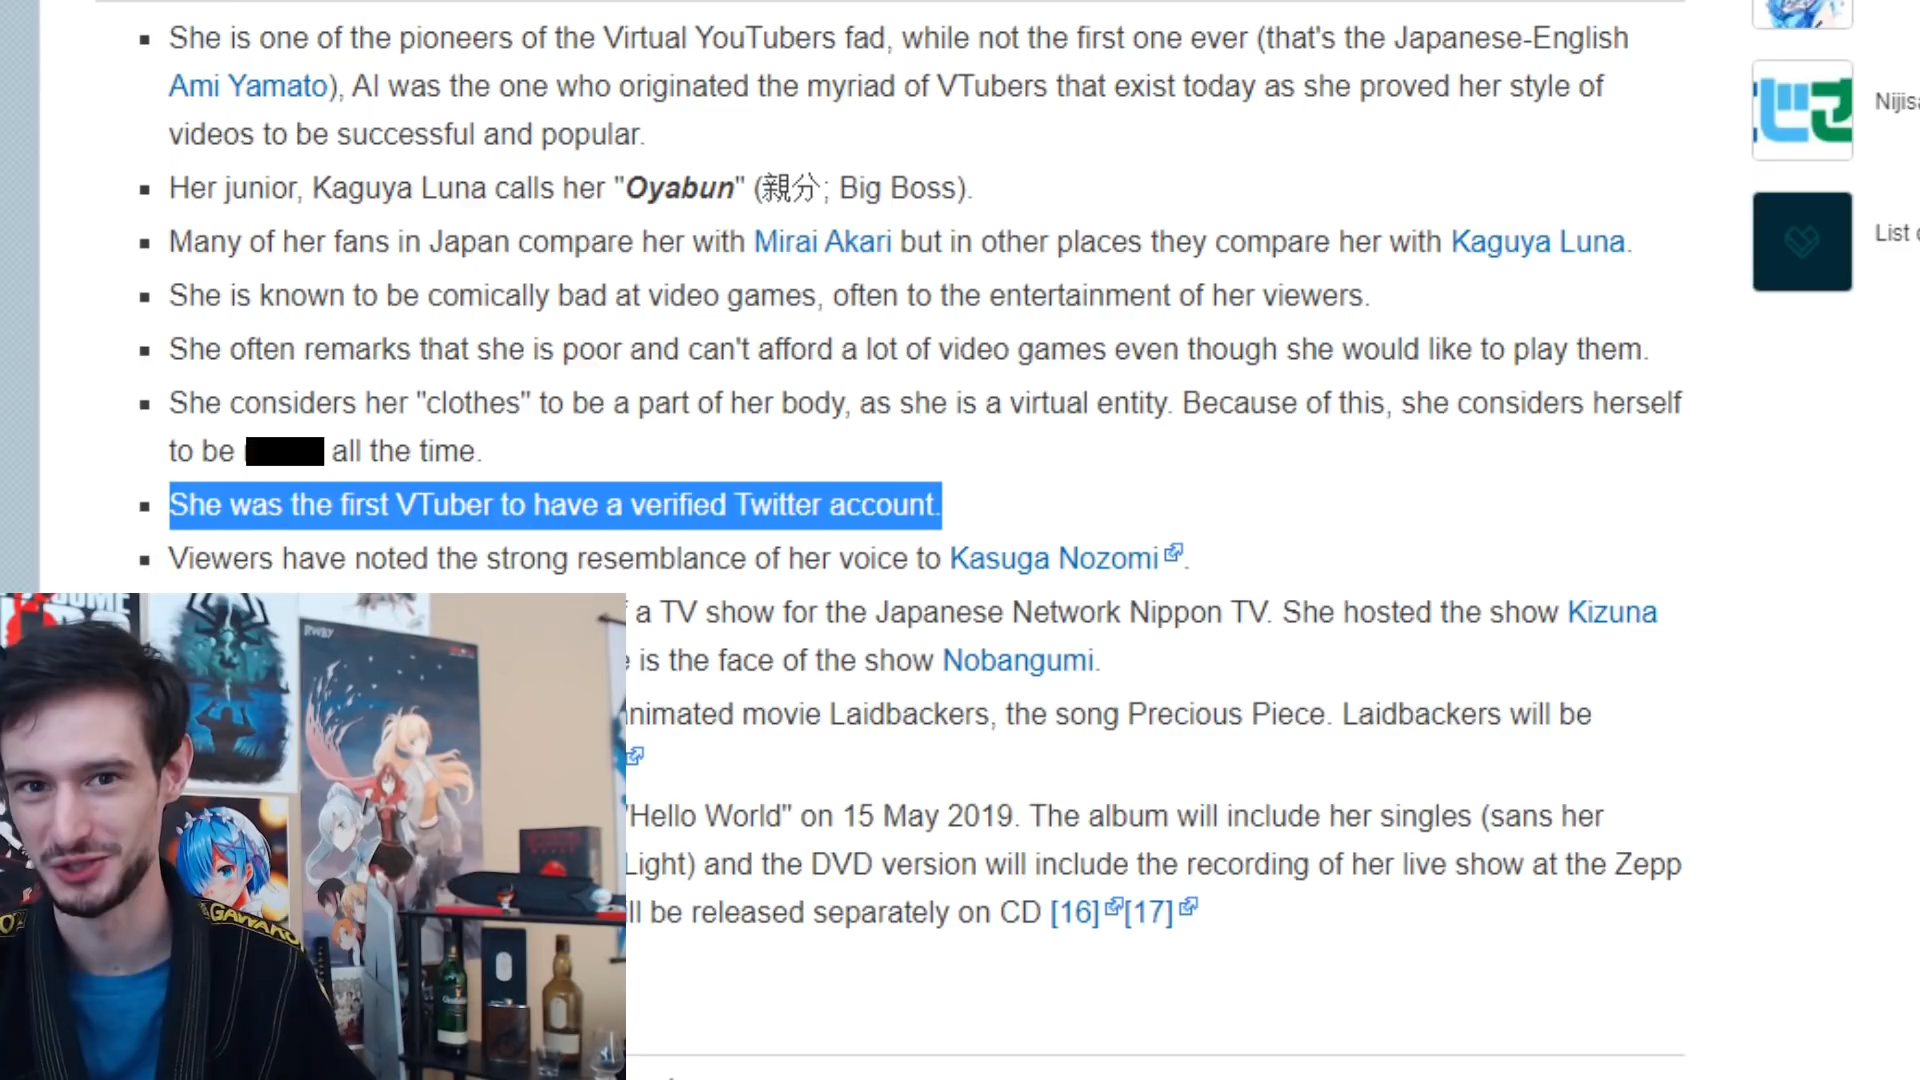 She is one of the pioneers of the Virtual YouTubers fad, while not the first one ever (that's the Japanese-English
Ami Yamato), AI was the one who originated the myriad of VTubers that exist today as she proved her style of
videos to be successful and popular.
Her junior, Kaguya Luna calls her "Oyabun" (親分; Big Boss).
Many of her fans in Japan compare her with Mirai Akari but in other places they compare her with Kaguya Luna.
She is known to be comically bad at video games, often to the entertainment of her viewers.
She often remarks that she is poor and can't afford a lot of video games even though she would like to play them.
She considers her "clothes" to be a part of her body, as she is a virtual entity. Because of this, she considers herself
to be all the time.
She was the first VTuber to have a verified Twitter account.
Viewers have noted the strong resemblance of her voice to Kasuga Nozomi.
a TV show for the Japanese Network Nippon TV. She hosted the show Kizuna
is the face of the show Nobangumi.
nimated movie Laidbackers, the song Precious Piece. Laidbackers will be
"Hello World" on 15 May 2019. The album will include her singles (sans her
Light) and the DVD version will include the recording of her live show at the Zepp
ll be released separately on CD [16][17]
Nijis
List
RWBY